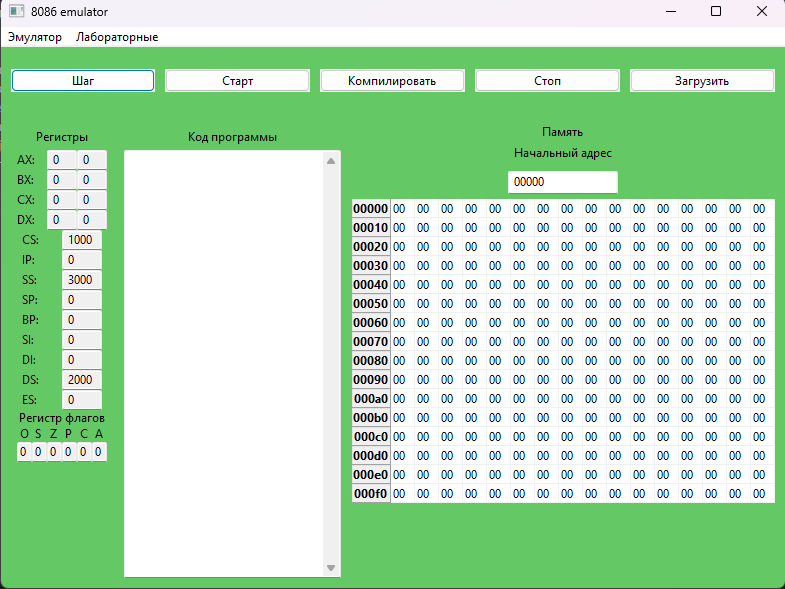 8086 emulator
Эмулятор Лабораторные
Шаг Старт Компилировать Стоп Загрузить
Регистры
AX: 0 0
BX: 0 0
CX: 0 0
DX: 0 0
CS: 1000
IP: 0
SS: 3000
SP: 0
BP: 0
SI: 0
DI: 0
DS: 2000
ES: 0
Регистр флагов
O S Z P C A
0 0 0 0 0 0
Код программы
Память
Начальный адрес
00000
00000 00 00 00 00 00 00 00 00 00 00 00 00 00 00 00 00
00010 00 00 00 00 00 00 00 00 00 00 00 00 00 00 00 00
00020 00 00 00 00 00 00 00 00 00 00 00 00 00 00 00 00
00030 00 00 00 00 00 00 00 00 00 00 00 00 00 00 00 00
00040 00 00 00 00 00 00 00 00 00 00 00 00 00 00 00 00
00050 00 00 00 00 00 00 00 00 00 00 00 00 00 00 00 00
00060 00 00 00 00 00 00 00 00 00 00 00 00 00 00 00 00
00070 00 00 00 00 00 00 00 00 00 00 00 00 00 00 00 00
00080 00 00 00 00 00 00 00 00 00 00 00 00 00 00 00 00
00090 00 00 00 00 00 00 00 00 00 00 00 00 00 00 00 00
000a0 00 00 00 00 00 00 00 00 00 00 00 00 00 00 00 00
000b0 00 00 00 00 00 00 00 00 00 00 00 00 00 00 00 00
000c0 00 00 00 00 00 00 00 00 00 00 00 00 00 00 00 00
000d0 00 00 00 00 00 00 00 00 00 00 00 00 00 00 00 00
000e0 00 00 00 00 00 00 00 00 00 00 00 00 00 00 00 00
000f0 00 00 00 00 00 00 00 00 00 00 00 00 00 00 00 00